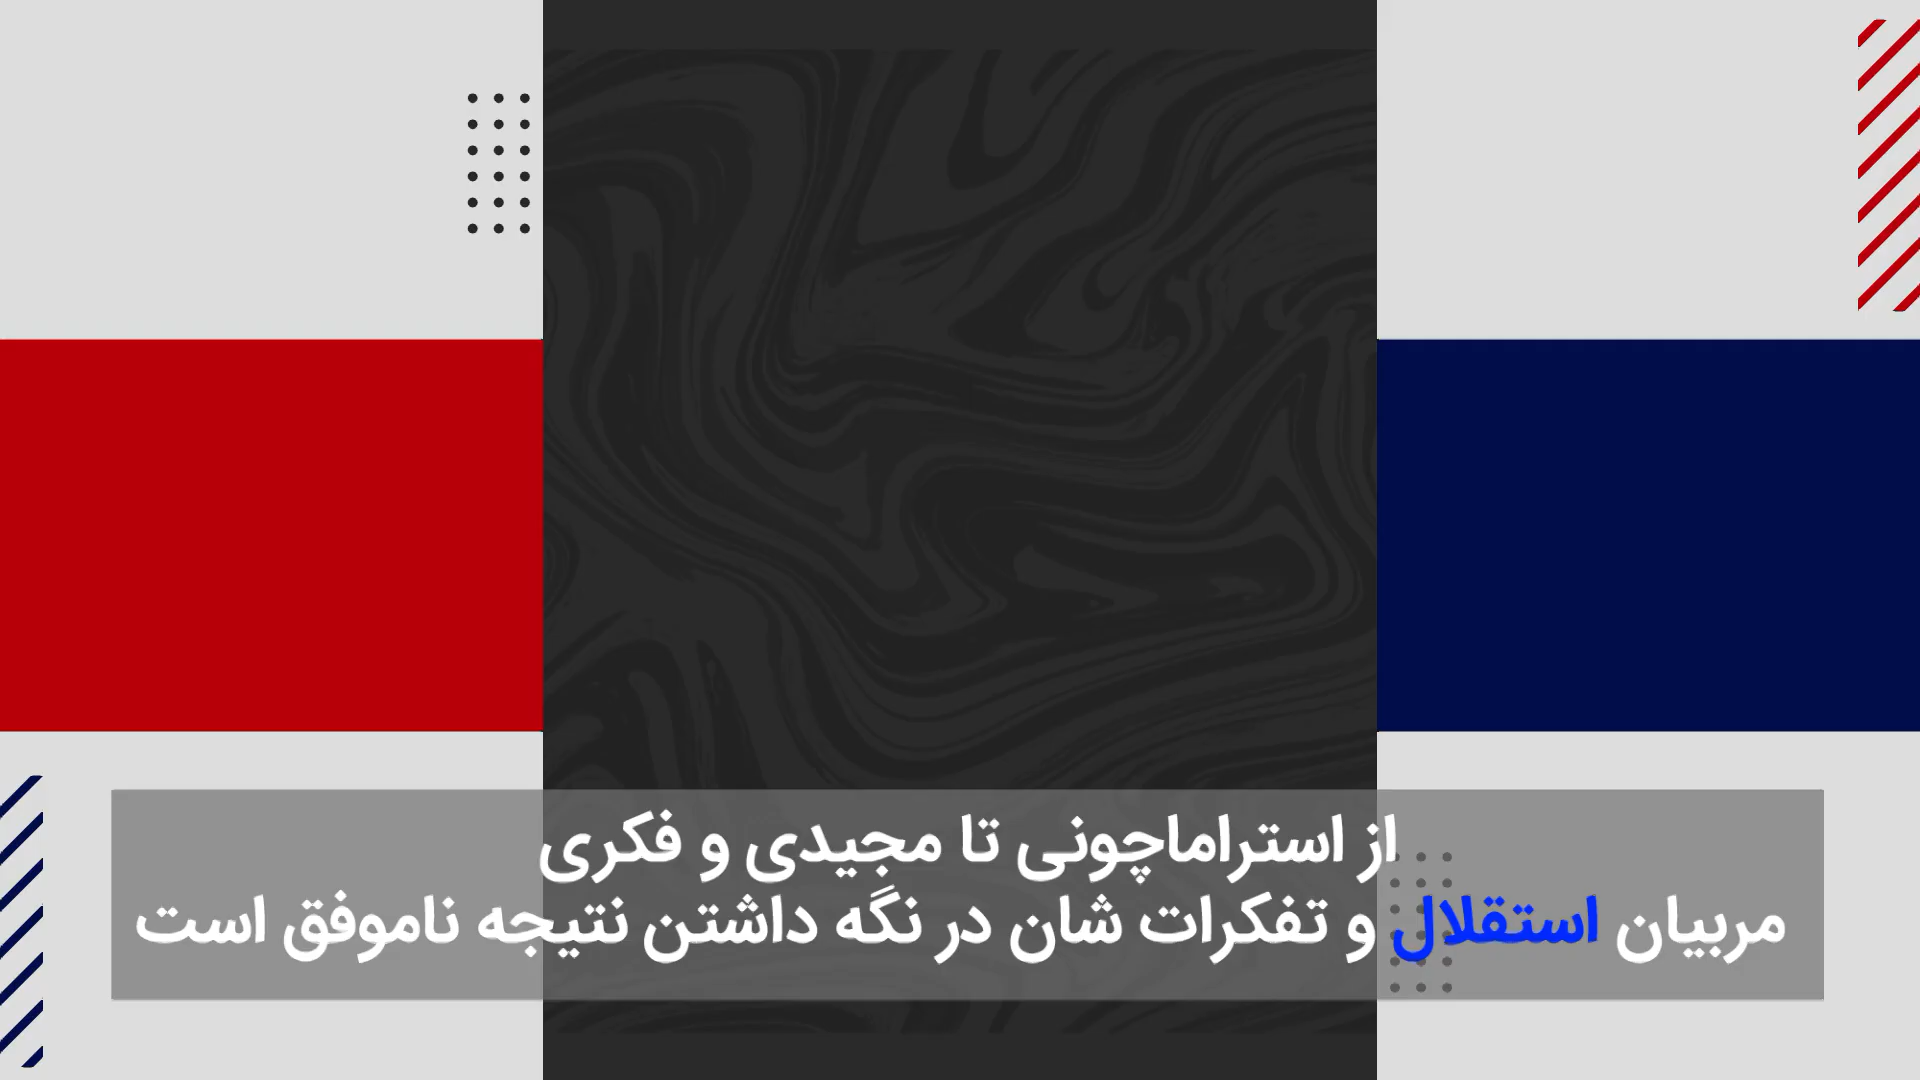 از استراماچونی تا مجیدی و فکری
مربیان استقلال و تفکرات شان در نگه داشتن نتیجه ناموفق است